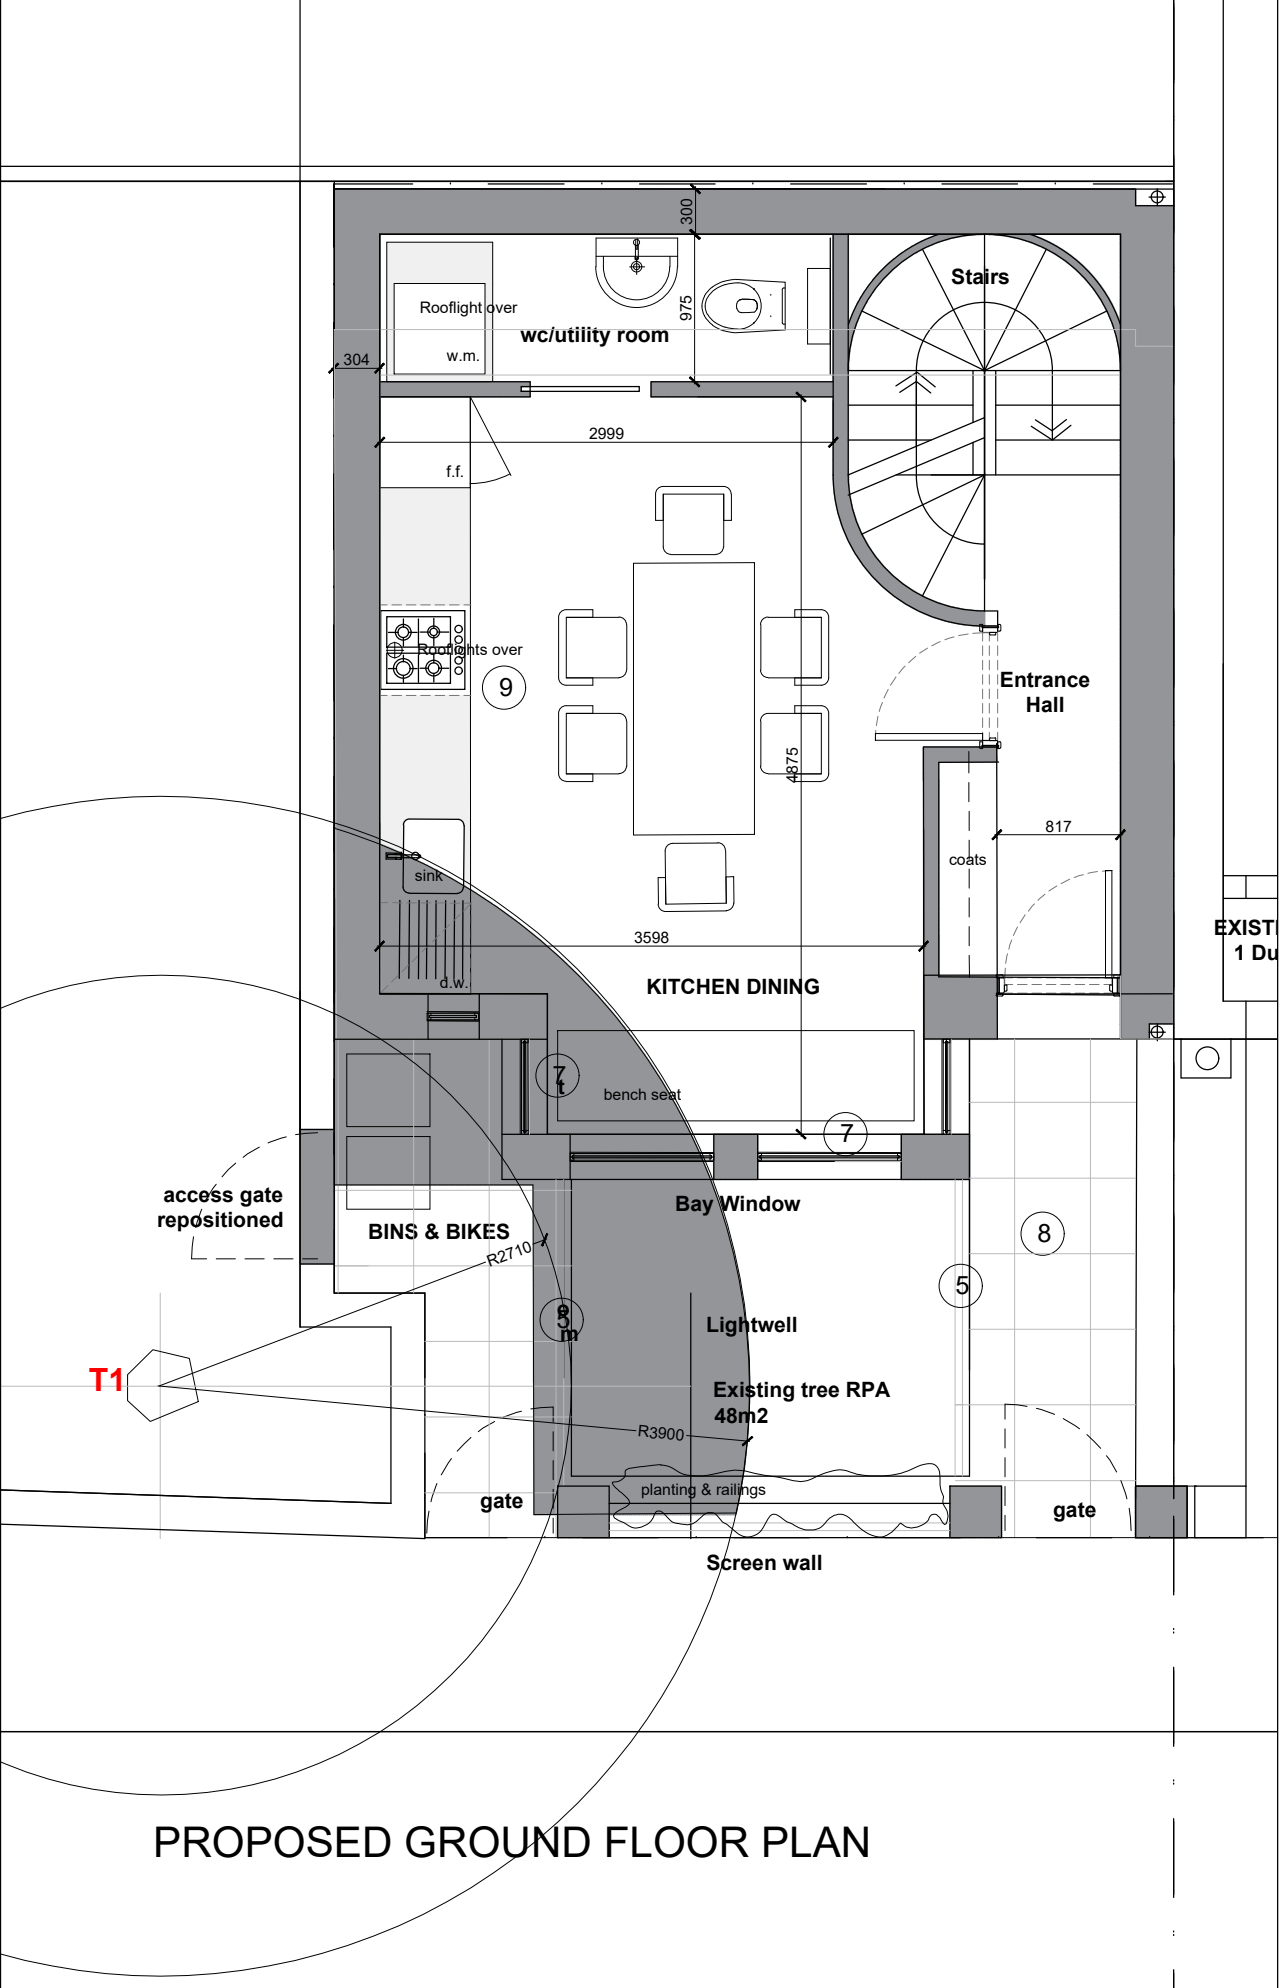 300
Stairs
975
Rooflight over
wc/utility room
w.m.
304
2999
f.f.
Rooflights over
9
Entrance
Hall
4875
817
coats
sink
EXISTI
1 Du
3598
d.w.
KITCHEN DINING
7
t
bench seat
7
access gate
repositioned
Bay Window
BINS & BIKES
8
R2710
5
5
m
Lightwell
T1
Existing tree RPA
48m2
R3900
planting & railings
gate
gate
Screen wall
PROPOSED GROUND FLOOR PLAN